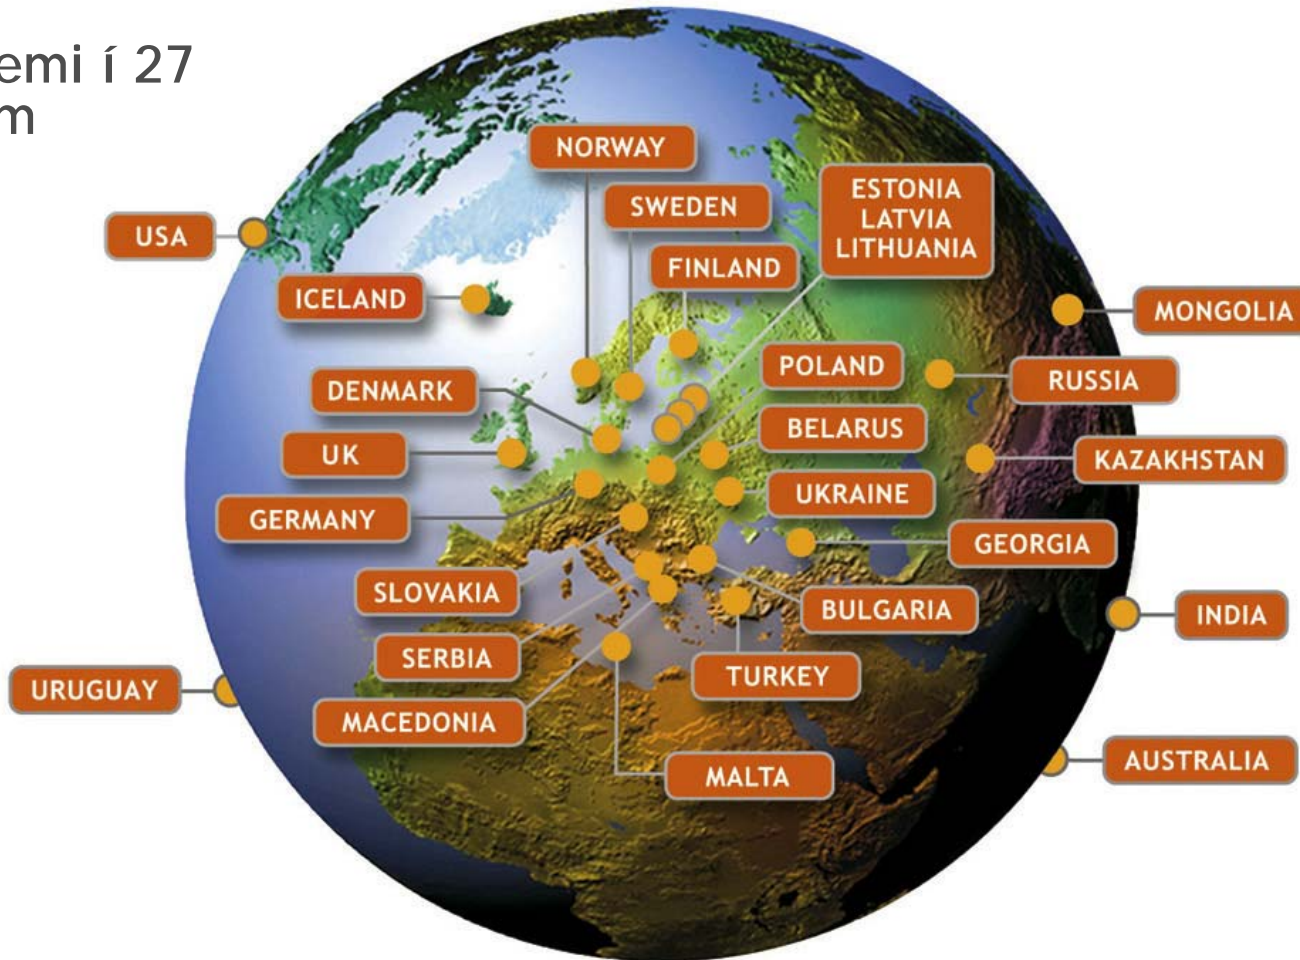 emi í 27
m
NORWAY
SWEDEN
ESTONIA
LATVIA
LITHUANIA
USA
FINLAND
ICELAND
MONGOLIA
POLAND
RUSSIA
DENMARK
BELARUS
UK
KAZAKHSTAN
UKRAINE
GERMANY
GEORGIA
SLOVAKIA
BULGARIA
INDIA
SERBIA
TURKEY
URUGUAY
MACEDONIA
AUSTRALIA
MALTA